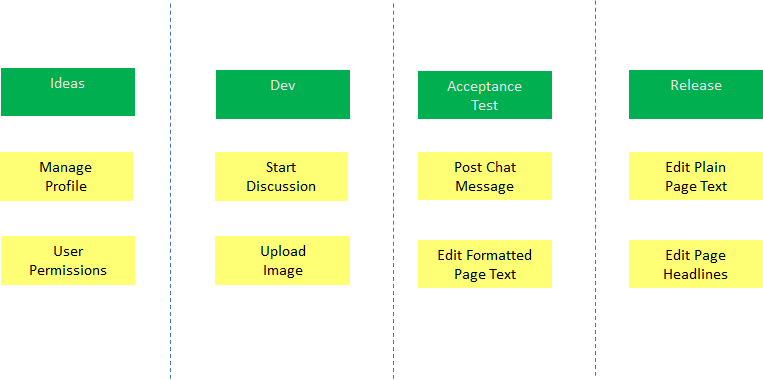 Ideas
Manage
Profile
User
Permissions
Dev
Start
Discussion
Upload
Image
Acceptance
Test
Post Chat
Message
Edit Formatted
Page Text
Release
Edit Plain
Page Text
Edit Page
Headlines